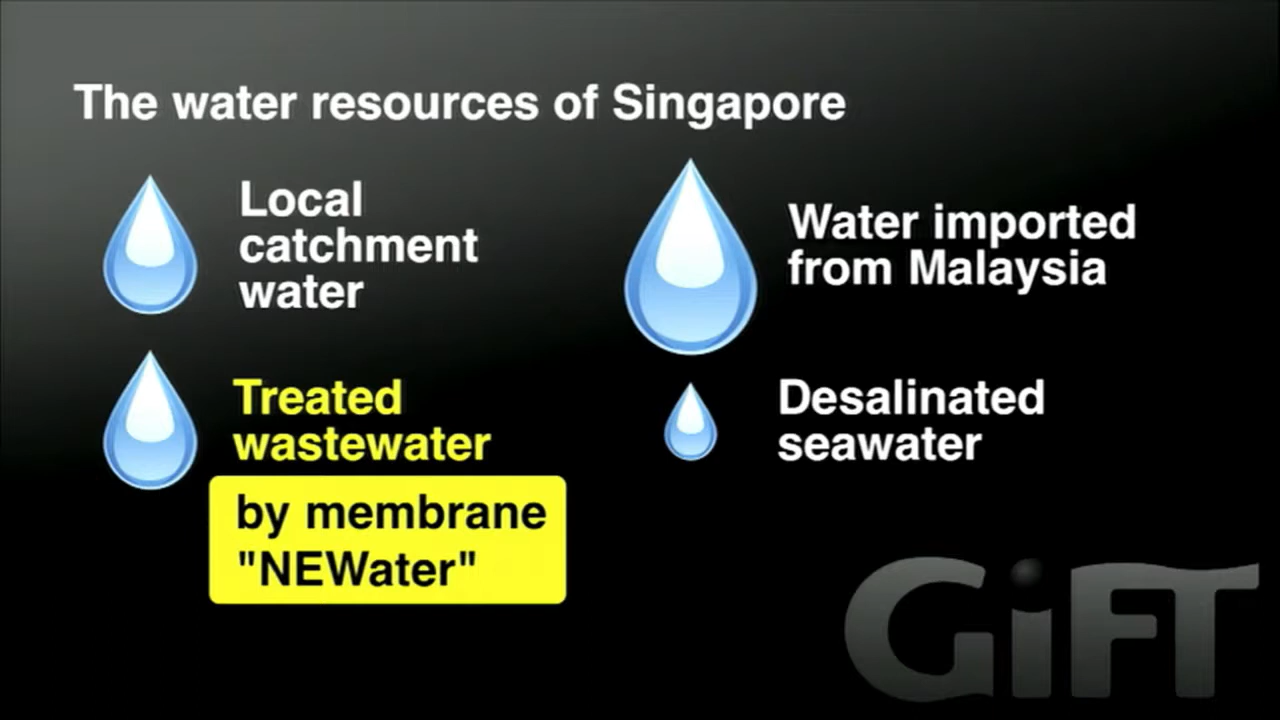 The water resources of Singapore
Local
catchment
water
Water imported
from Malaysia
Treated
wastewater
by membrane
"NEWater"
Desalinated
seawater
GiFT